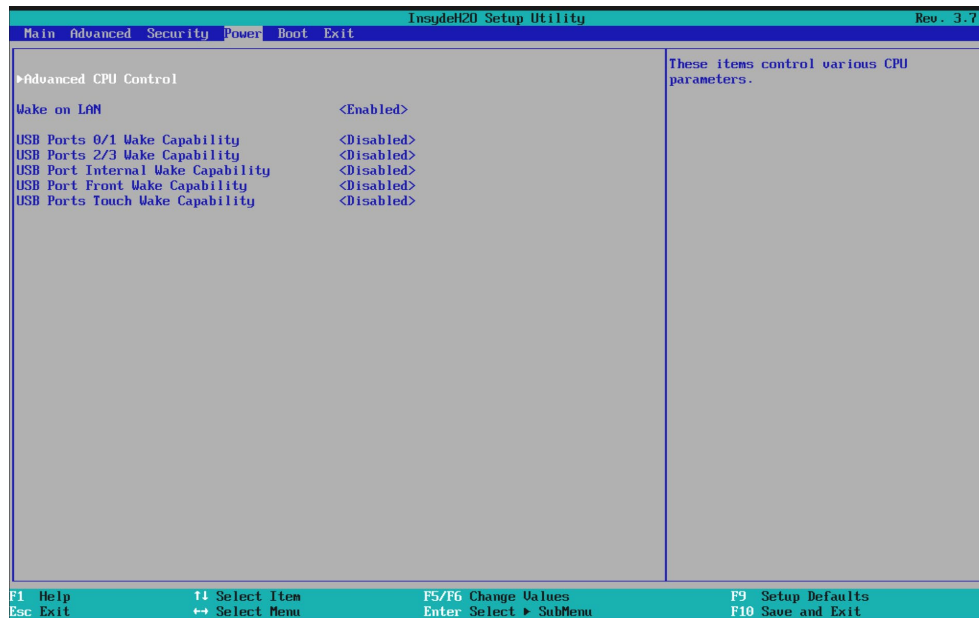 InsydeH2O Setup Utility Rev. 3.7
Main Advanced Security Power Boot Exit
▶Advanced CPU Control
These items control various CPU
parameters.
Wake on LAN <Enabled>
USB Ports 0/1 Wake Capability <Disabled>
USB Ports 2/3 Wake Capability <Disabled>
USB Port Internal Wake Capability <Disabled>
USB Port Front Wake Capability <Disabled>
USB Ports Touch Wake Capability <Disabled>
F1 Help ↑↓ Select Item F5/F6 Change Values F9 Setup Defaults
Esc Exit ↔ Select Menu Enter Select ▶ SubMenu F10 Save and Exit